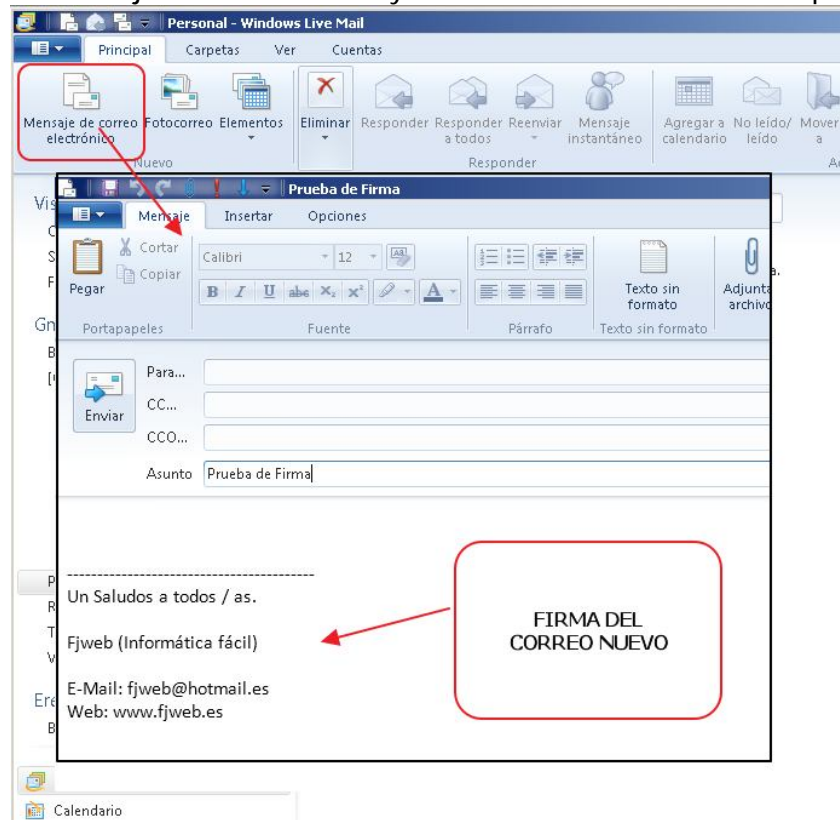 Personal - Windows Live Mail
Principal Carpetas Ver Cuentas
Mensaje de correo electrónico
Fotocorreo
Elementos
Eliminar
Responder
Responder a todos
Reenviar
Mensaje instantáneo
Agregar a calendario
No leído/ leído
Mover a
Nuevo
Responder
Prueba de Firma
Mensaje Insertar Opciones
Pegar
Cortar
Copiar
Calibri 12
B I U abc X₂ x² A
Texto sin formato
Portapapeles Fuente Párrafo Texto sin formato
Enviar
Para...
CC...
CCO...
Asunto Prueba de Firma
-----------------------------------------
Un Saludos a todos / as.
Fjweb (Informática fácil)
E-Mail: fjweb@hotmail.es
Web: www.fjweb.es
FIRMA DEL
CORREO NUEVO
Calendario